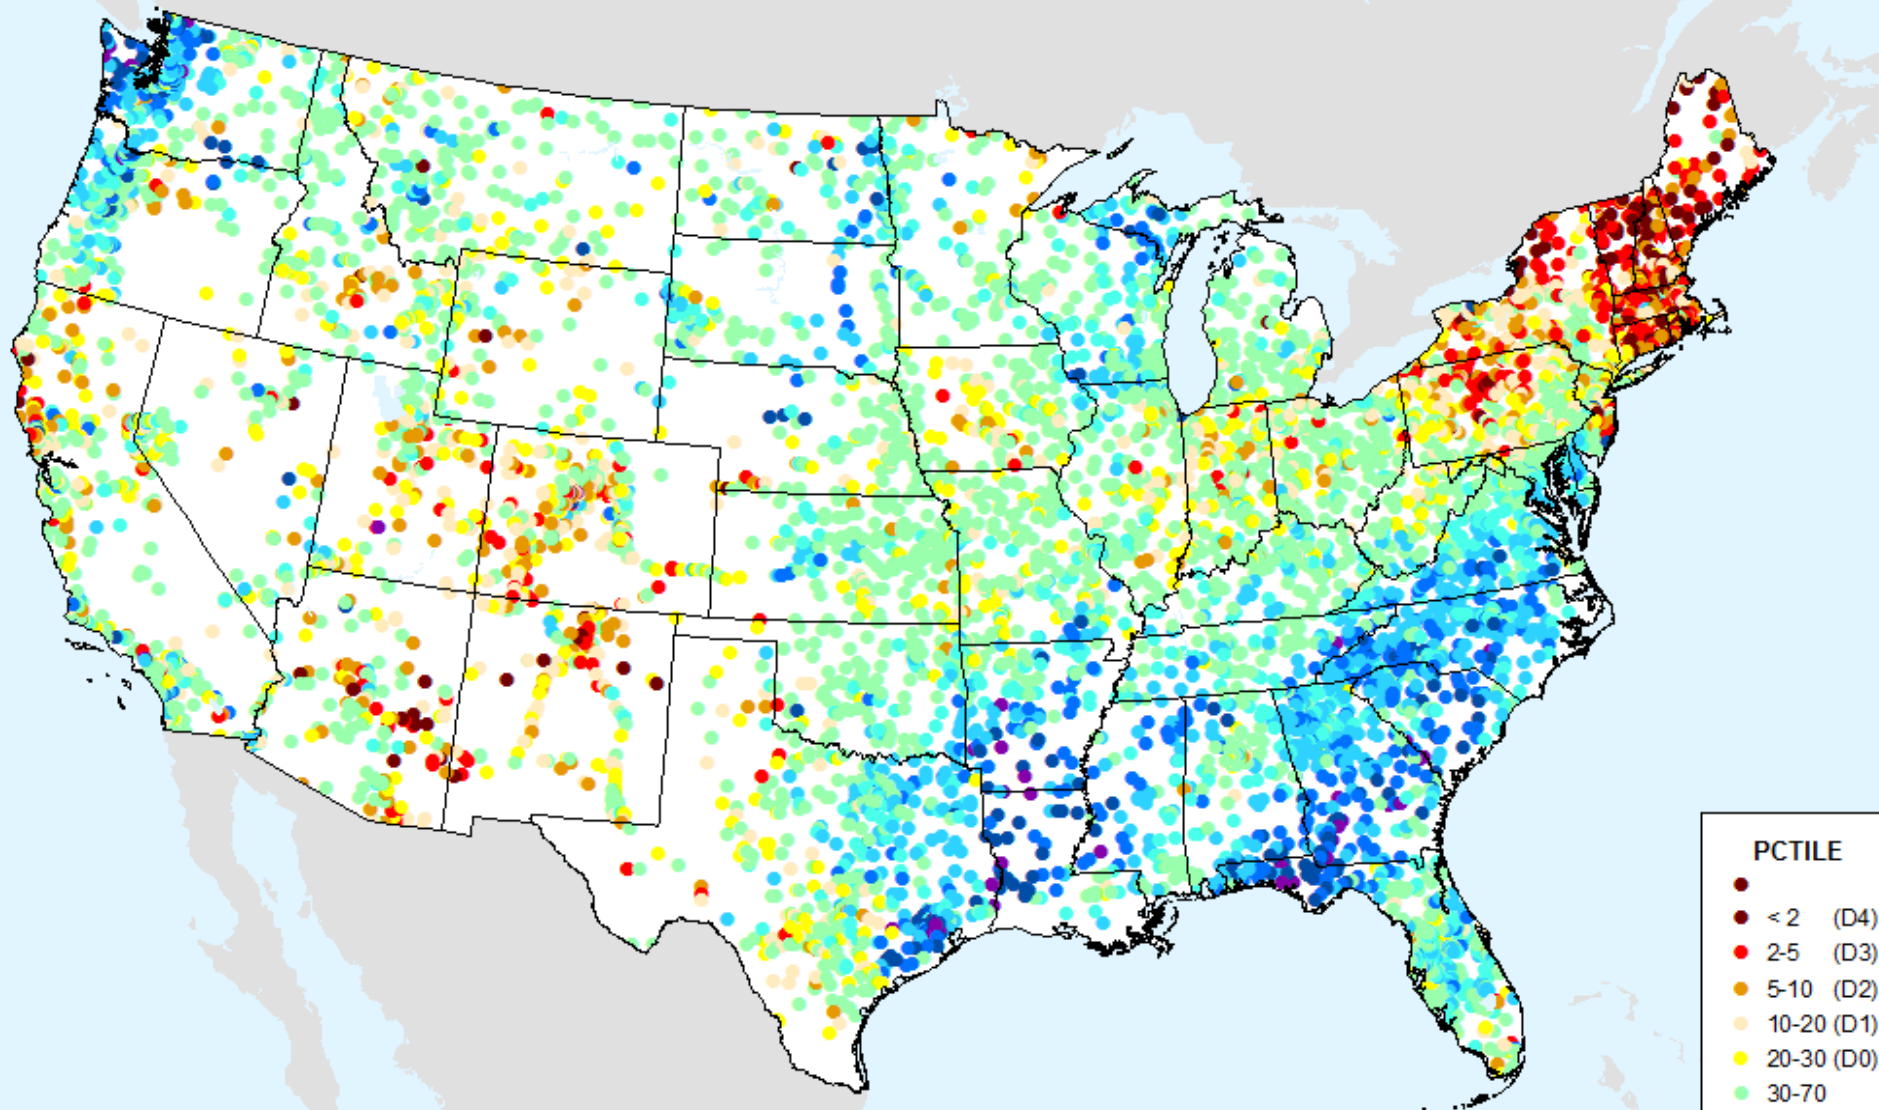 PCTILE
< 2 (D4)
2-5 (D3)
5-10 (D2)
10-20 (D1)
20-30 (D0)
30-70